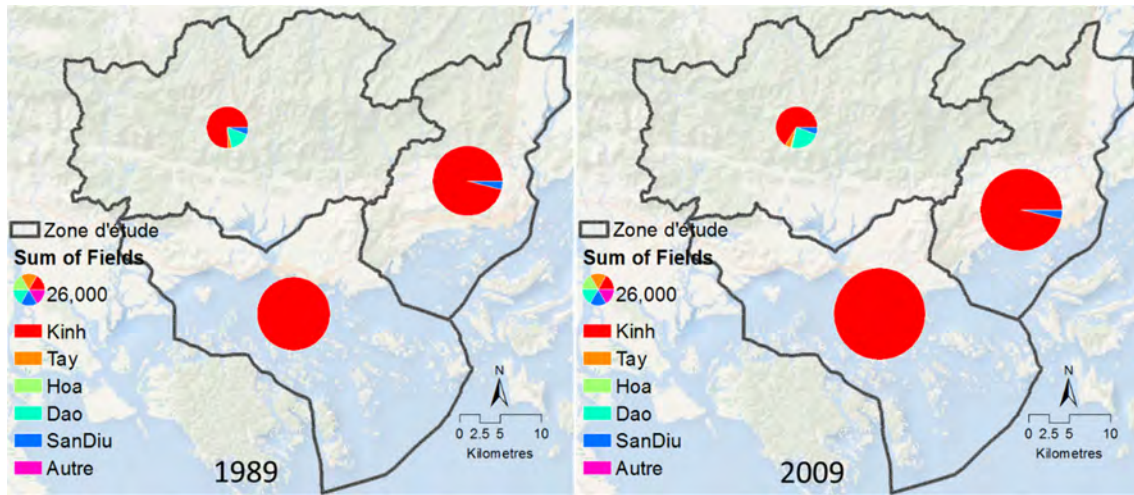 Zone d'étude
Sum of Fields
26,000
Kinh
Tay
Hoa
Dao
SanDiu
Autre
N
0 2.5 5 10
Kilometres
1989
Zone d'étude
Sum of Fields
26,000
Kinh
Tay
Hoa
Dao
SanDiu
Autre
N
0 2.5 5 10
Kilometres
2009